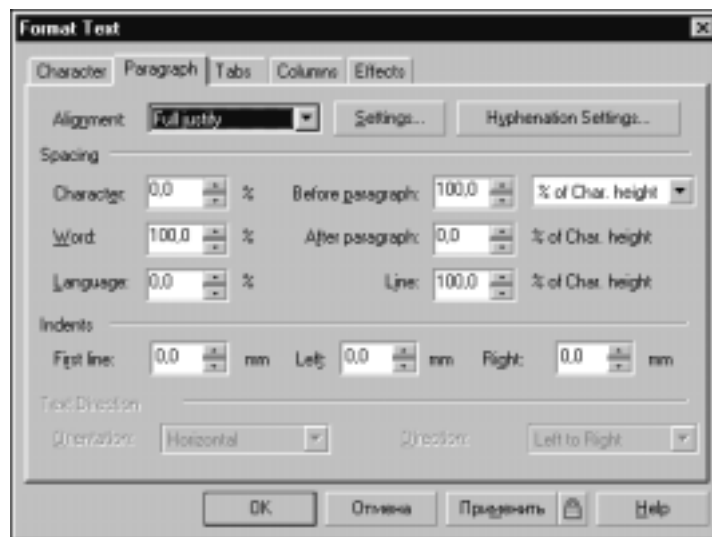 Format Text
Character Paragraph Tabs Columns Effects
Alignment: Full justify Settings... Hyphenation Settings...
Spacing
Character: 0,0 % Before paragraph: 100,0 % of Char. height
Word: 100,0 % After paragraph: 0,0 % of Char. height
Language: 0,0 % Line: 100,0 % of Char. height
Indents
First line: 0,0 mm Left: 0,0 mm Right: 0,0 mm
Text Direction
Orientation: Horizontal Direction: Left to Right
OK Отмена Применить Help